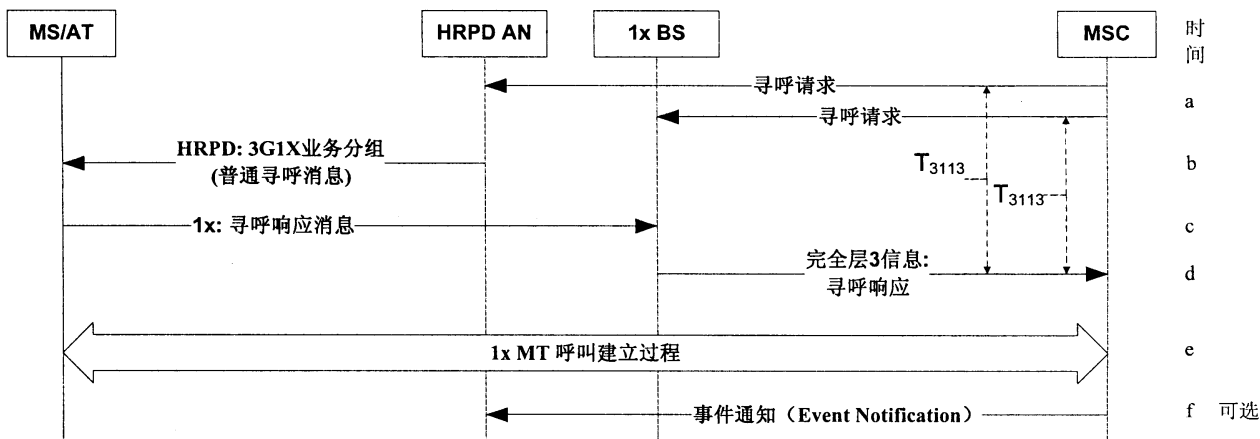 MS/AT
HRPD AN
1x BS
MSC
时
间
寻呼请求
a
寻呼请求
HRPD: 3G1X业务分组
(普通寻呼消息)
b
T3113
T3113
1x: 寻呼响应消息
c
完全层3信息:
寻呼响应
d
1x MT 呼叫建立过程
e
事件通知（Event Notification）
f 可选